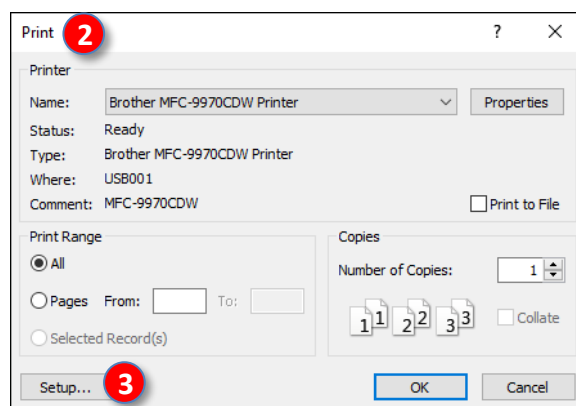 Print 2 ?
Printer
Name: Brother MFC-9970CDW Printer Properties
Status: Ready
Type: Brother MFC-9970CDW Printer
Where: USB001
Comment: MFC-9970CDW Print to File
Print Range
All
Pages From: To:
Selected Record(s)
Copies
Number of Copies: 1
1 1 2 2 3 3 Collate
Setup... 3 OK Cancel